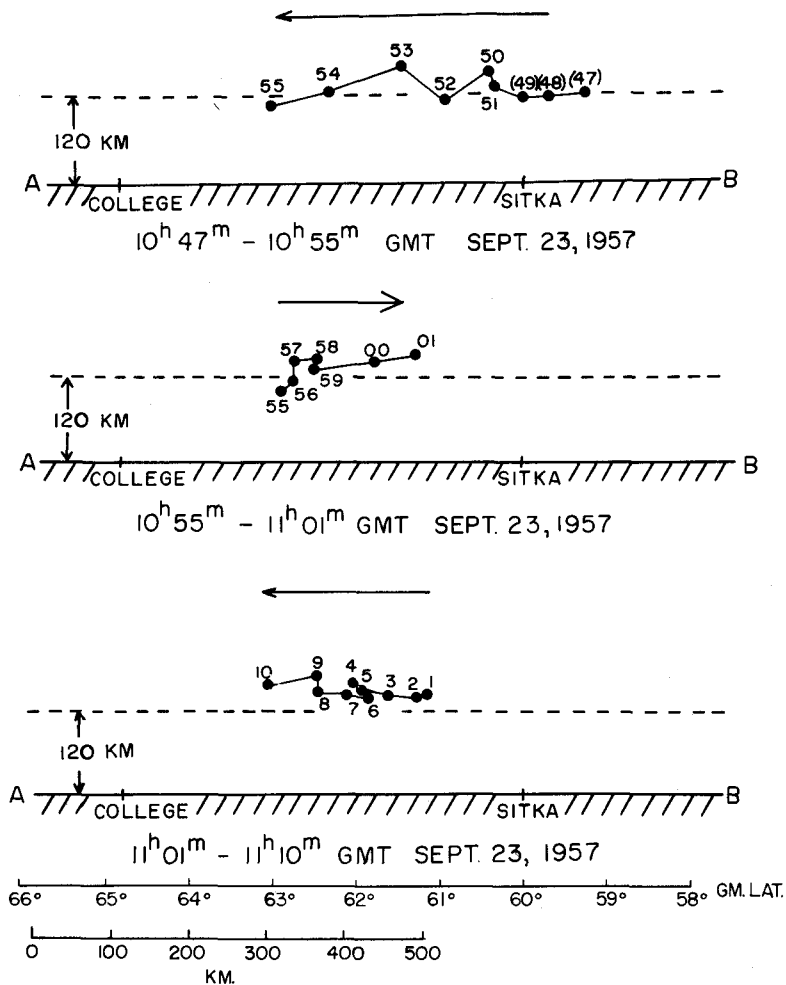 53
50
55 54 52 51 (49) (48) (47)
120 KM
A B
COLLEGE SITKA
10h 47m – 10h 55m GMT SEPT. 23, 1957
57 58 00 01
55 56 59
120 KM
A B
COLLEGE SITKA
10h 55m – 11h 01m GMT SEPT. 23, 1957
10 9 4 5 3 2 1
8 7 6
120 KM
A B
COLLEGE SITKA
11h 01m – 11h 10m GMT SEPT. 23, 1957
66° 65° 64° 63° 62° 61° 60° 59° 58° GM. LAT.
0 100 200 300 400 500
KM.